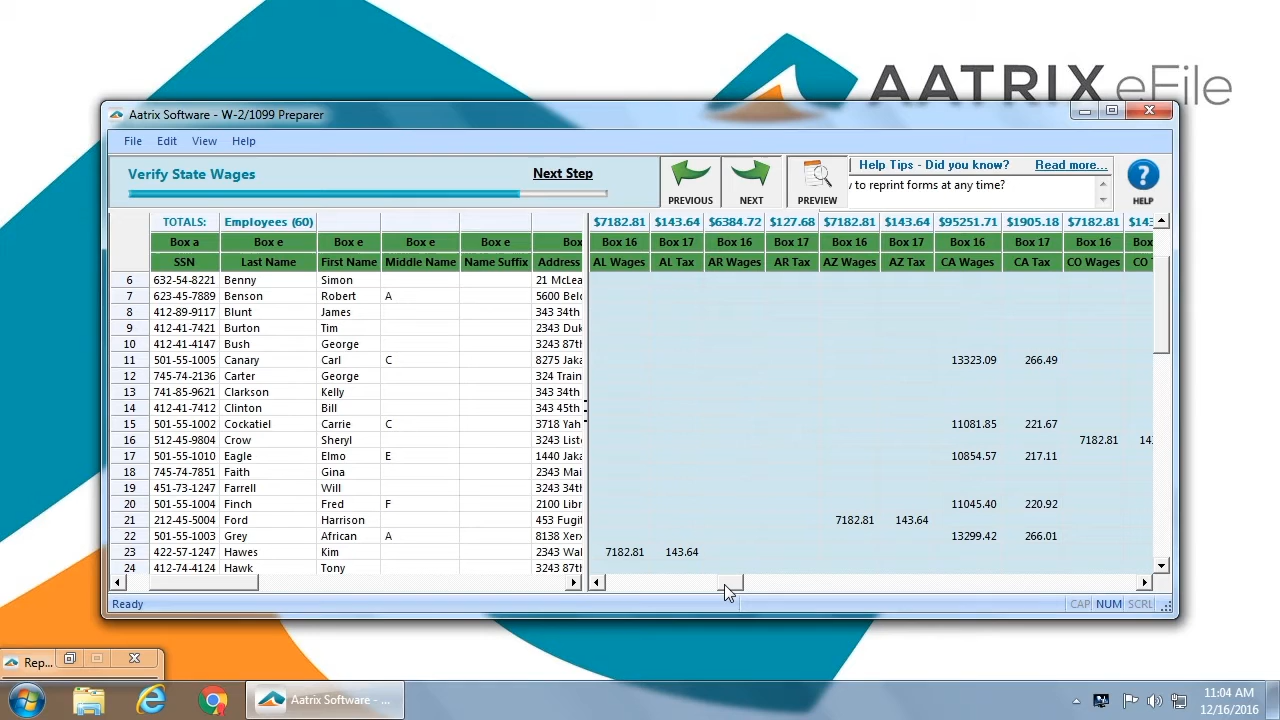 AATRIX eFile
Aatrix Software - W-2/1099 Preparer
File Edit View Help
Verify State Wages
Next Step
PREVIOUS
NEXT
PREVIEW
Help Tips - Did you know? Read more...
y to reprint forms at any time?
HELP
TOTALS: Employees (60) $7182.81 $143.64 $6384.72 $127.68 $7182.81 $143.64 $95251.71 $1905.18 $7182.81 $143
Box a Box e Box e Box e Box e Box Box 16 Box 17 Box 16 Box 17 Box 16 Box 17 Box 16 Box 17 Box 16 Box
SSN Last Name First Name Middle Name Name Suffix Address AL Wages AL Tax AR Wages AR Tax AZ Wages AZ Tax CA Wages CA Tax CO Wages CO
6 632-54-8221 Benny Simon 21 McLea
7 623-45-7889 Benson Robert A 5600 Belo
8 412-89-9117 Blunt James 343 34th
9 412-41-7421 Burton Tim 2343 Duk
10 412-41-4147 Bush George 3243 87th
11 501-55-1005 Canary Carl C 8275 Jaka 13323.09 266.49
12 745-74-2136 Carter George 324 Train
13 741-85-9621 Clarkson Kelly 343 34th
14 412-41-7412 Clinton Bill 343 45th
15 501-55-1002 Cockatiel Carrie C 3718 Yah 11081.85 221.67
16 512-45-9804 Crow Sheryl 3243 Liste 7182.81 14
17 501-55-1010 Eagle Elmo E 1440 Jaka 10854.57 217.11
18 745-74-7851 Faith Gina 2343 Mai
19 451-73-1247 Farrell Will 3243 34th
20 501-55-1004 Finch Fred F 2100 Libr 11045.40 220.92
21 212-45-5004 Ford Harrison 453 Fugit 7182.81 143.64
22 501-55-1003 Grey African A 8138 Xerx 13299.42 266.01
23 422-57-1247 Hawes Kim 2343 Wal 7182.81 143.64
24 412-74-4124 Hawk Tony 3243 87th
Ready
CAP NUM SCRL
Rep...
Aatrix Software - ...
11:04 AM
12/16/2016